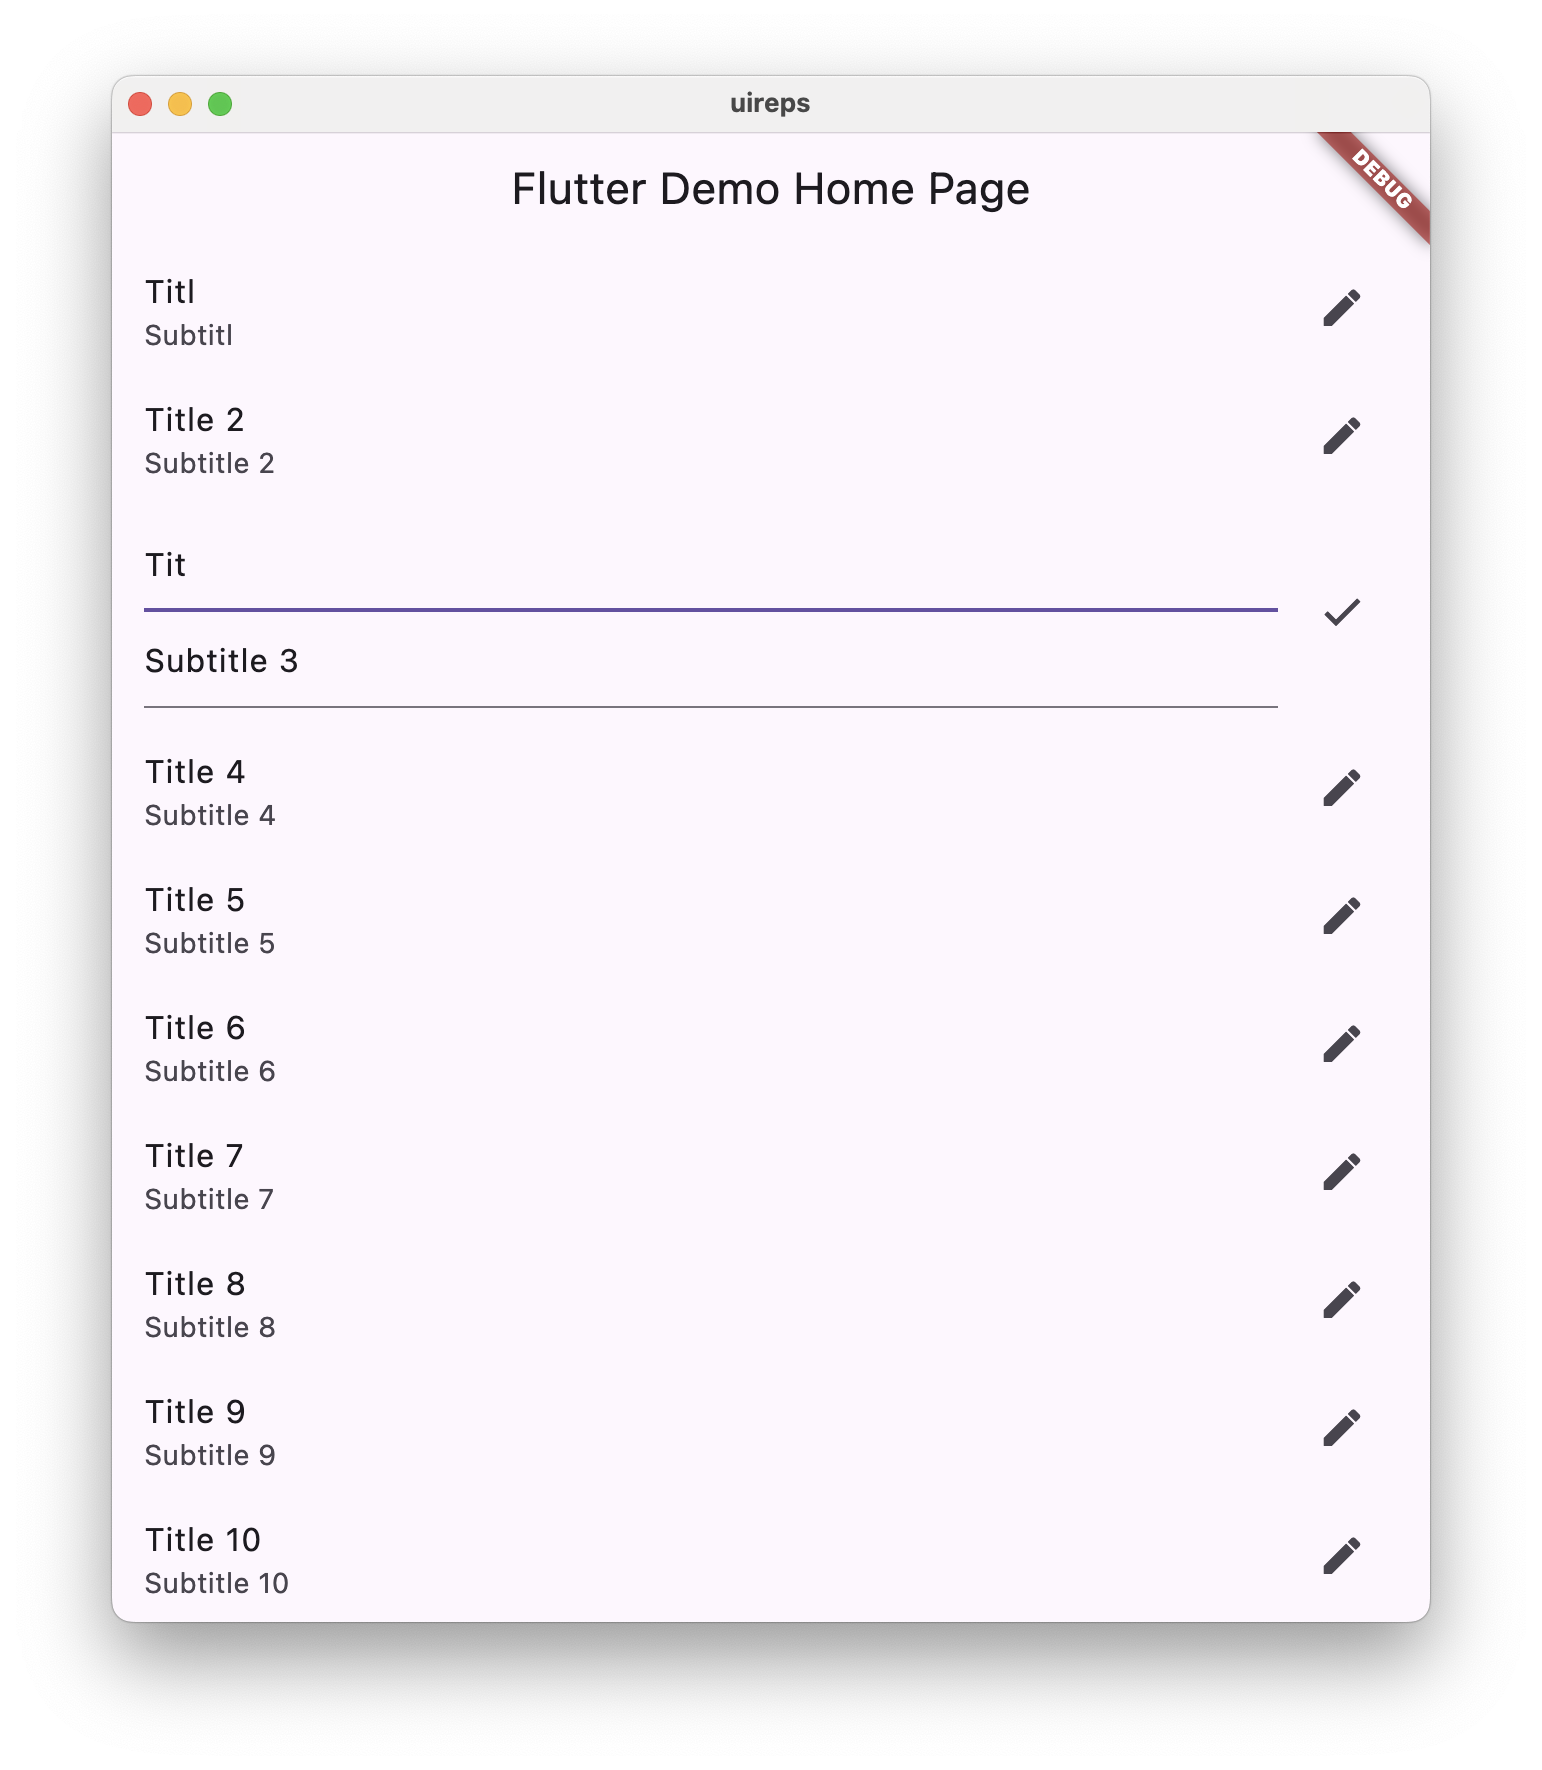 uireps
DEBUG
Flutter Demo Home Page
Titl
Subtitl
Title 2
Subtitle 2
Tit
Subtitle 3
Title 4
Subtitle 4
Title 5
Subtitle 5
Title 6
Subtitle 6
Title 7
Subtitle 7
Title 8
Subtitle 8
Title 9
Subtitle 9
Title 10
Subtitle 10